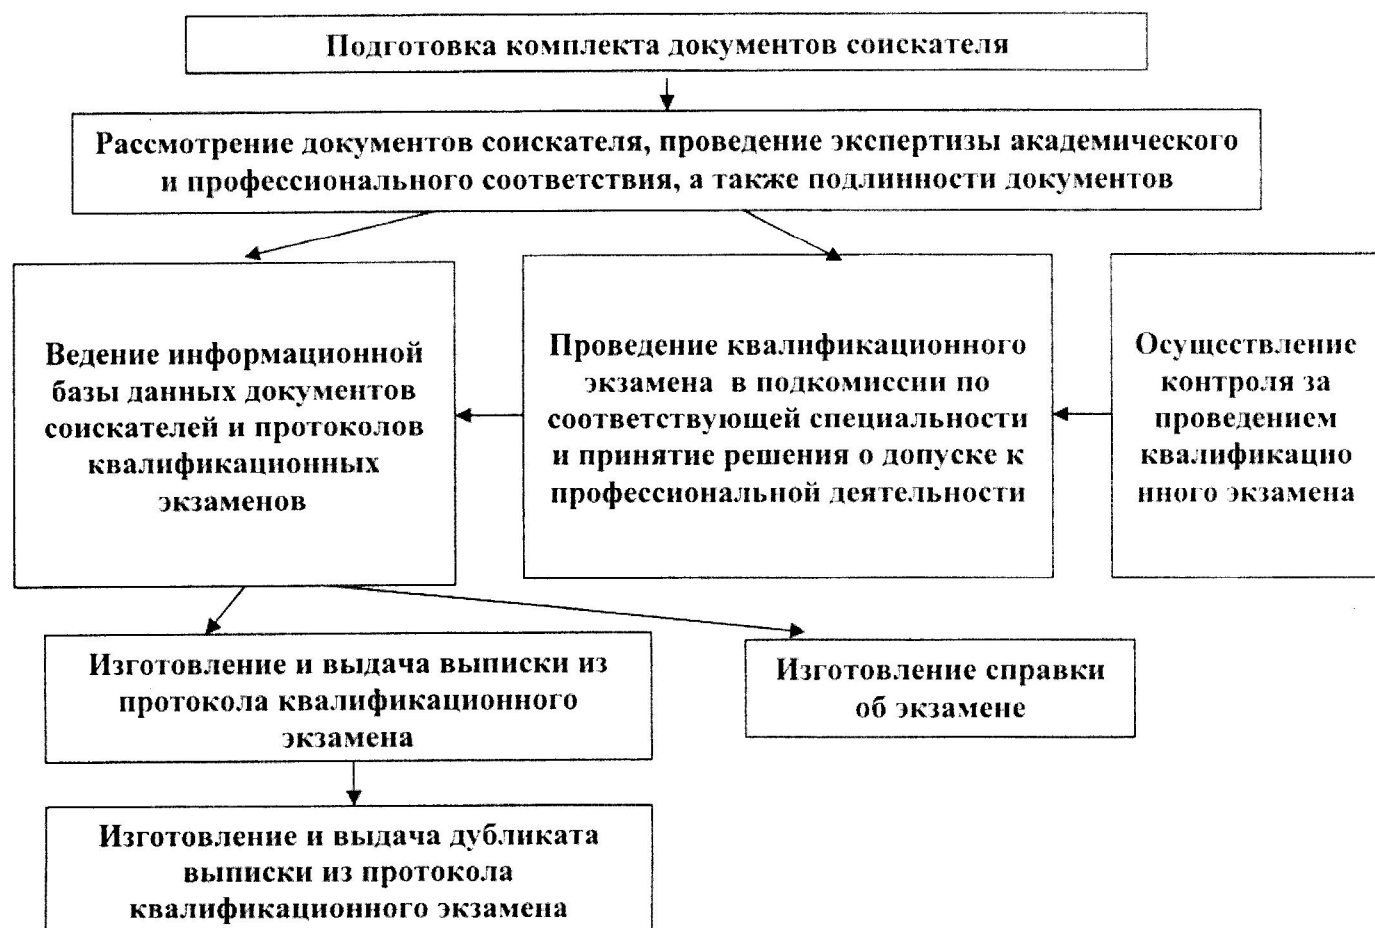 Подготовка комплекта документов соискателя
Рассмотрение документов соискателя, проведение экспертизы академического
и профессионального соответствия, а также подлинности документов
Ведение информационной
базы данных документов
соискателей и протоколов
квалификационных
экзаменов
Проведение квалификационного
экзамена в подкомиссии по
соответствующей специальности
и принятие решения о допуске к
профессиональной деятельности
Осуществление
контроля за
проведением
квалификацио
нного экзамена
Изготовление и выдача выписки из
протокола квалификационного
экзамена
Изготовление справки
об экзамене
Изготовление и выдача дубликата
выписки из протокола
квалификационного экзамена